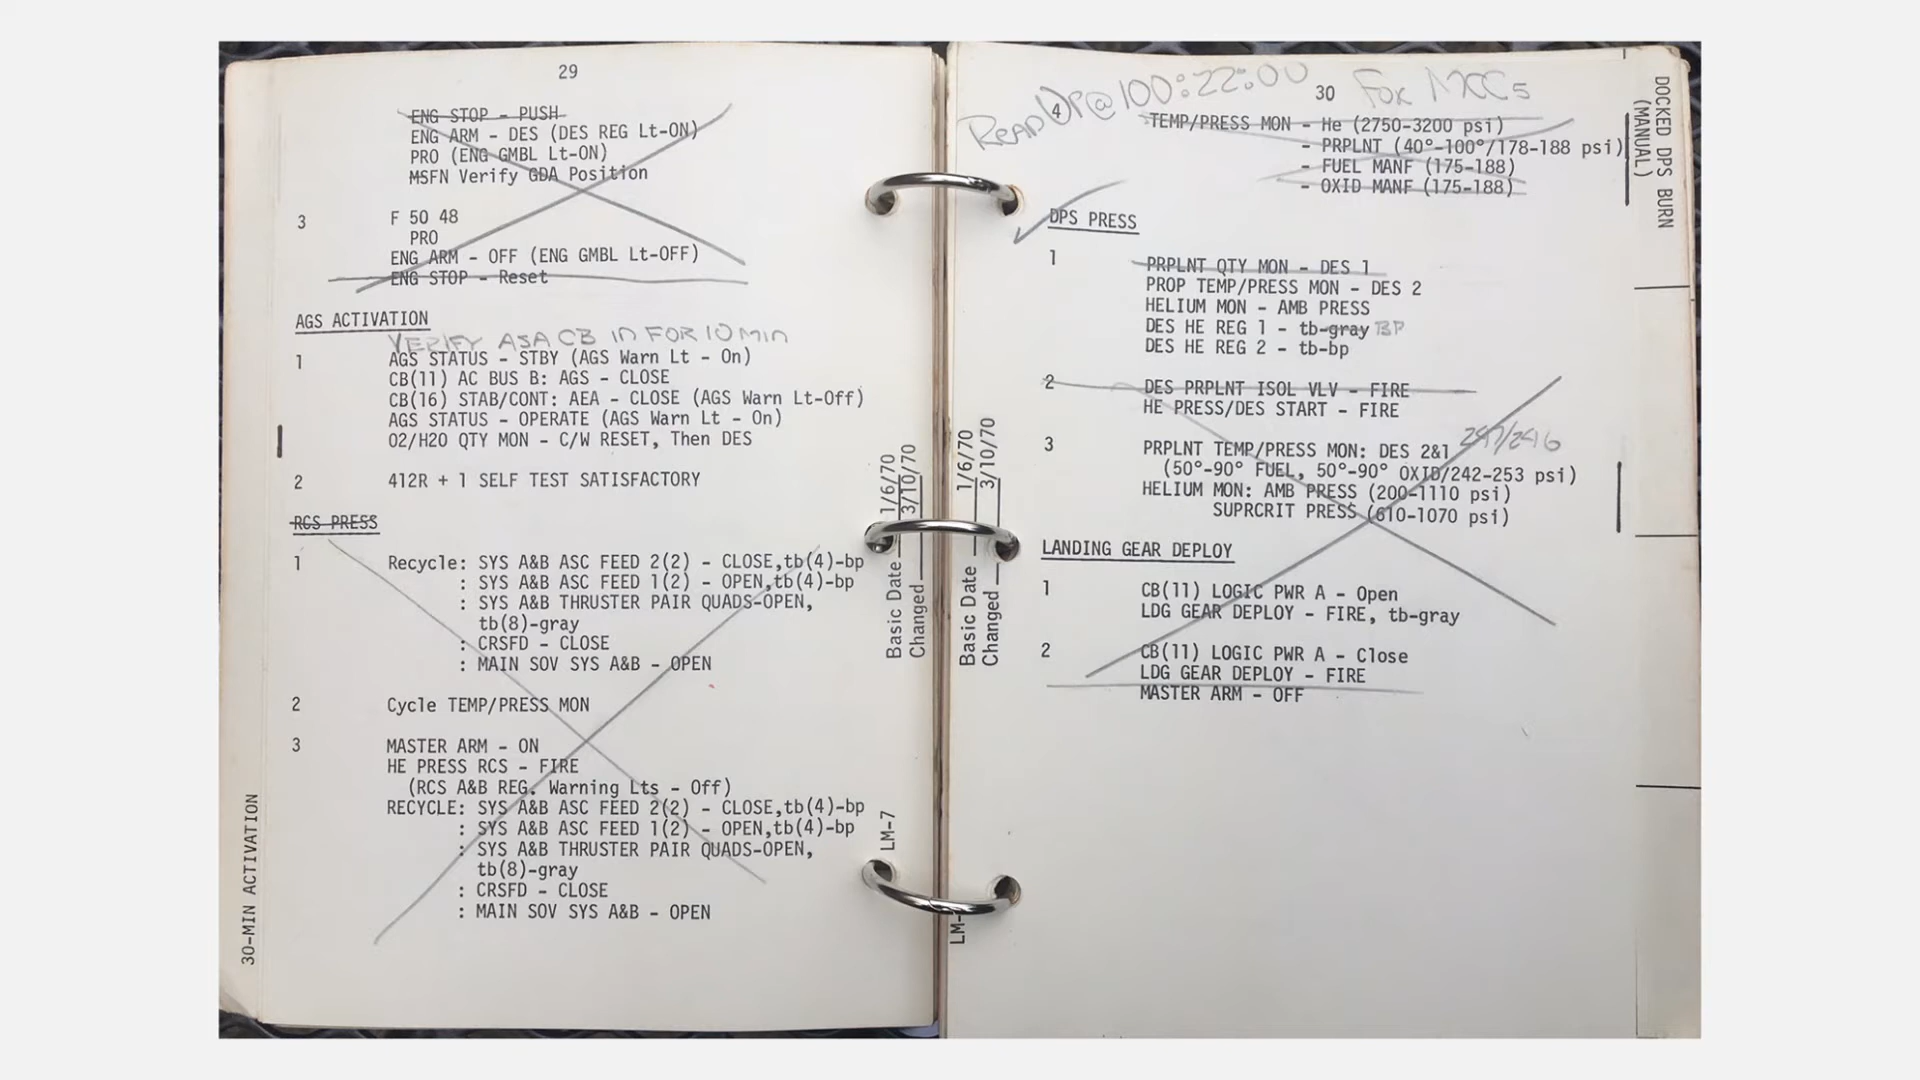 29
ENG STOP - PUSH
ENG ARM - DES (DES REG Lt-ON)
PRO (ENG GMBL Lt-ON)
MSFN Verify GDA Position
3 F 50 48
PRO
ENG ARM - OFF (ENG GMBL Lt-OFF)
ENG STOP - Reset
AGS ACTIVATION
VERIFY ASA CB IN FOR 10 MIN
1 AGS STATUS - STBY (AGS Warn Lt - On)
CB(11) AC BUS B: AGS - CLOSE
CB(16) STAB/CONT: AEA - CLOSE (AGS Warn Lt-Off)
AGS STATUS - OPERATE (AGS Warn Lt - On)
O2/H2O QTY MON - C/W RESET, Then DES
2 412R + 1 SELF TEST SATISFACTORY
RCS PRESS
1 Recycle: SYS A&B ASC FEED 2(2) - CLOSE,tb(4)-bp
: SYS A&B ASC FEED 1(2) - OPEN,tb(4)-bp
: SYS A&B THRUSTER PAIR QUADS-OPEN,
tb(8)-gray
: CRSFD - CLOSE
: MAIN SOV SYS A&B - OPEN
2 Cycle TEMP/PRESS MON
3 MASTER ARM - ON
HE PRESS RCS - FIRE
(RCS A&B REG. Warning Lts - Off)
RECYCLE: SYS A&B ASC FEED 2(2) - CLOSE,tb(4)-bp
: SYS A&B ASC FEED 1(2) - OPEN,tb(4)-bp
: SYS A&B THRUSTER PAIR QUADS-OPEN,
tb(8)-gray
: CRSFD - CLOSE
: MAIN SOV SYS A&B - OPEN
30-MIN ACTIVATION
Basic Date 1/6/70
Changed 3/10/70
LM-7
READ UP@ 100:22:00 30 FOR MCC5
4 TEMP/PRESS MON - He (2750-3200 psi)
- PRPLNT (40°-100°/178-188 psi)
- FUEL MANF (175-188)
- OXID MANF (175-188)
DPS PRESS
1 PRPLNT QTY MON - DES 1
PROP TEMP/PRESS MON - DES 2
HELIUM MON - AMB PRESS
DES HE REG 1 - tb-gray BP
DES HE REG 2 - tb-bp
2 DES PRPLNT ISOL VLV - FIRE
HE PRESS/DES START - FIRE
3 PRPLNT TEMP/PRESS MON: DES 2&1
(50°-90° FUEL, 50°-90° OXID/242-253 psi)
HELIUM MON: AMB PRESS (200-1110 psi)
SUPRCRIT PRESS (610-1070 psi)
LANDING GEAR DEPLOY
1 CB(11) LOGIC PWR A - Open
LDG GEAR DEPLOY - FIRE, tb-gray
2 CB(11) LOGIC PWR A - Close
LDG GEAR DEPLOY - FIRE
MASTER ARM - OFF
Basic Date 1/6/70
Changed 3/10/70
LM-
DOCKED DPS BURN
(MANUAL)